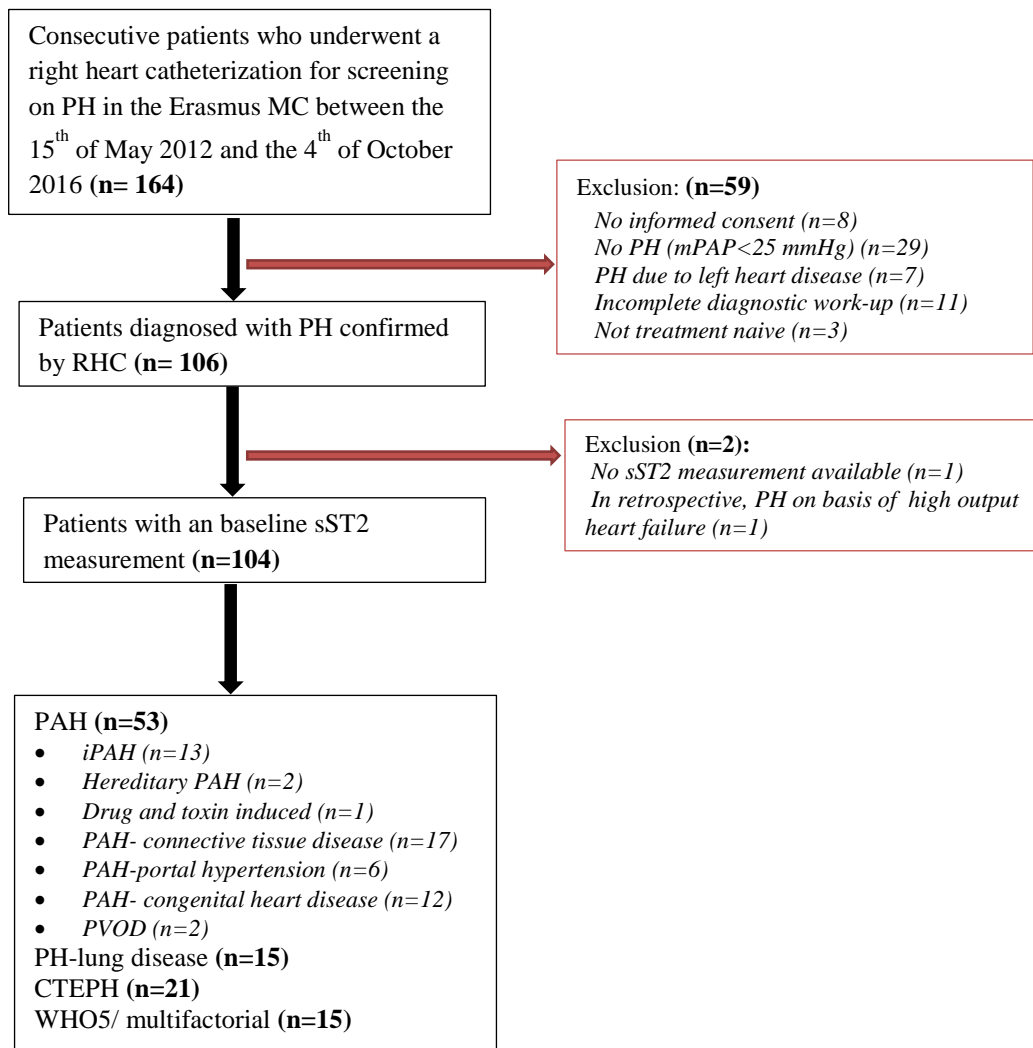 Consecutive patients who underwent a
right heart catheterization for screening
on PH in the Erasmus MC between the
15th of May 2012 and the 4th of October
2016 (n= 164)
Exclusion: (n=59)
No informed consent (n=8)
No PH (mPAP<25 mmHg) (n=29)
PH due to left heart disease (n=7)
Incomplete diagnostic work-up (n=11)
Not treatment naive (n=3)
Patients diagnosed with PH confirmed
by RHC (n= 106)
Exclusion (n=2):
No sST2 measurement available (n=1)
In retrospective, PH on basis of high output
heart failure (n=1)
Patients with an baseline sST2
measurement (n=104)
PAH (n=53)
• iPAH (n=13)
• Hereditary PAH (n=2)
• Drug and toxin induced (n=1)
• PAH- connective tissue disease (n=17)
• PAH-portal hypertension (n=6)
• PAH- congenital heart disease (n=12)
• PVOD (n=2)
PH-lung disease (n=15)
CTEPH (n=21)
WHO5/ multifactorial (n=15)